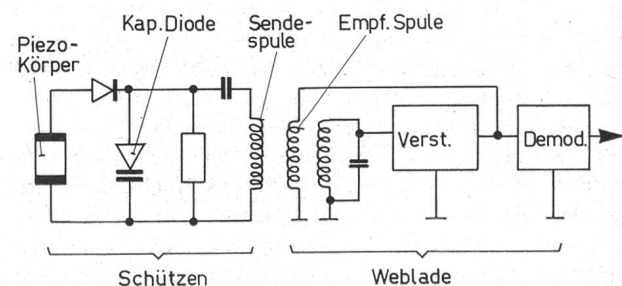 Piezo-
Körper
Kap. Diode
Sende-
spule
Empf. Spule
Verst.
Demod.
Schützen
Weblade